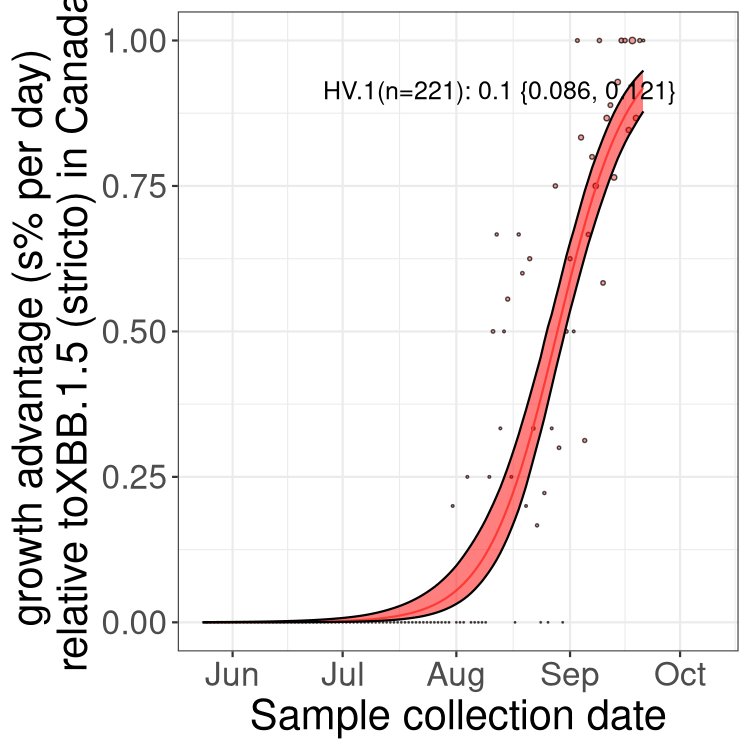 growth advantage (s% per day)
relative toXBB.1.5 (stricto) in Canada
1.00
0.75
0.50
0.25
0.00
HV.1(n=221): 0.1 {0.086, 0.121}
Jun Jul Aug Sep Oct
Sample collection date